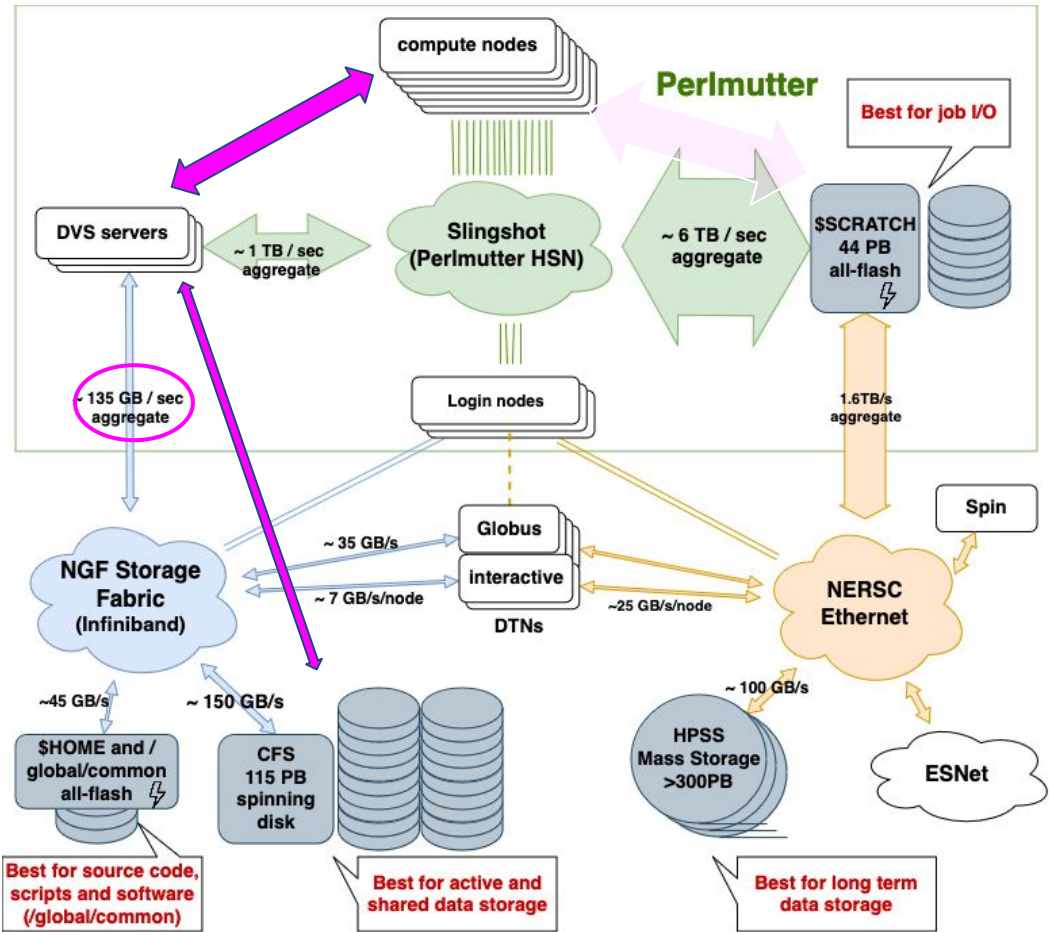 compute nodes
Perlmutter
Best for job I/O
DVS servers
~ 1 TB / sec
aggregate
Slingshot
(Perlmutter HSN)
~ 6 TB / sec
aggregate
$SCRATCH
44 PB
all-flash
~ 135 GB / sec
aggregate
Login nodes
1.6TB/s
aggregate
Spin
Globus
~ 35 GB/s
interactive
~ 7 GB/s/node
~25 GB/s/node
DTNs
NGF Storage
Fabric
(Infiniband)
NERSC
Ethernet
~45 GB/s
~ 150 GB/s
~ 100 GB/s
$HOME and /
global/common
all-flash
CFS
115 PB
spinning
disk
HPSS
Mass Storage
>300PB
ESNet
Best for source code,
scripts and software
(/global/common)
Best for active and
shared data storage
Best for long term
data storage